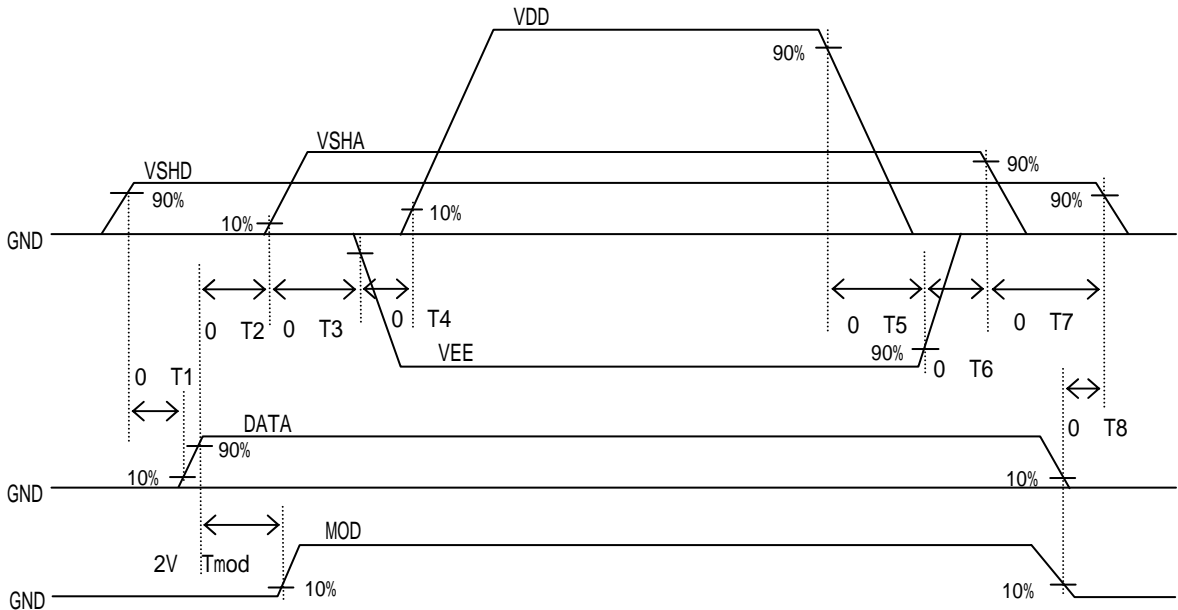 VDD
90%
VSHA
VSHD
90%
90%
90%
10%
10%
GND
0 T2
0 T3
0 T4
0 T5
0 T7
VEE
90%
0 T6
0 T1
DATA
0 T8
90%
10%
10%
GND
MOD
2V Tmod
10%
10%
GND